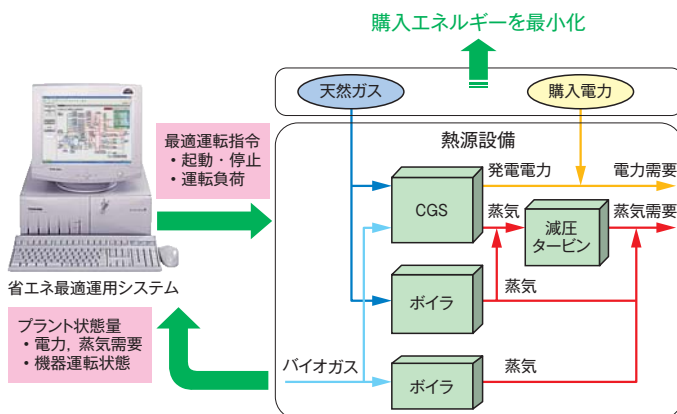 購入エネルギーを最小化
天然ガス
購入電力
熱源設備
最適運転指令
・起動・停止
・運転負荷
発電電力
電力需要
CGS
蒸気
減圧
タービン
蒸気需要
省エネ最適運用システム
ボイラ
蒸気
プラント状態量
・電力, 蒸気需要
・機器運転状態
バイオガス
ボイラ
蒸気